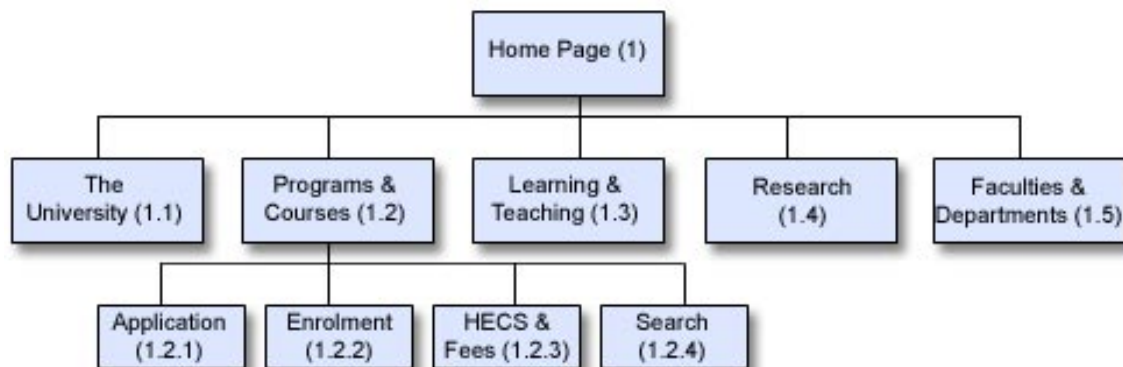 Home Page (1)
The
University (1.1)
Programs &
Courses (1.2)
Learning &
Teaching (1.3)
Research
(1.4)
Faculties &
Departments (1.5)
Application
(1.2.1)
Enrolment
(1.2.2)
HECS &
Fees (1.2.3)
Search
(1.2.4)